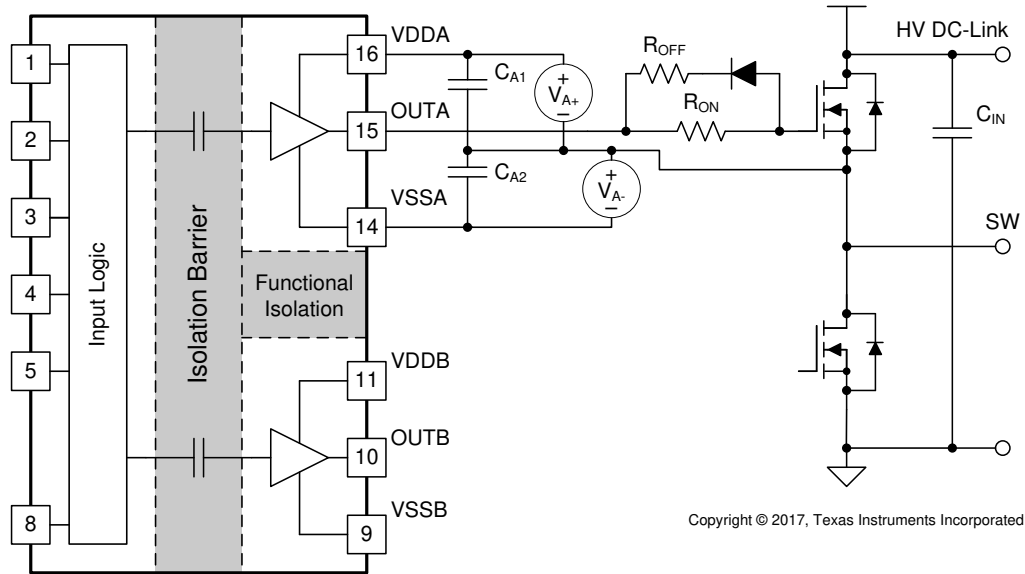 VDDA
HV DC-Link
1
16
R_OFF
C_A1
+
V_A+
−
2
OUTA
15
R_ON
C_IN
+
V_A-
−
C_A2
3
VSSA
14
SW
4
Functional
Isolation
Input Logic
Isolation Barrier
5
VDDB
11
OUTB
10
VSSB
8
9
Copyright © 2017, Texas Instruments Incorporated